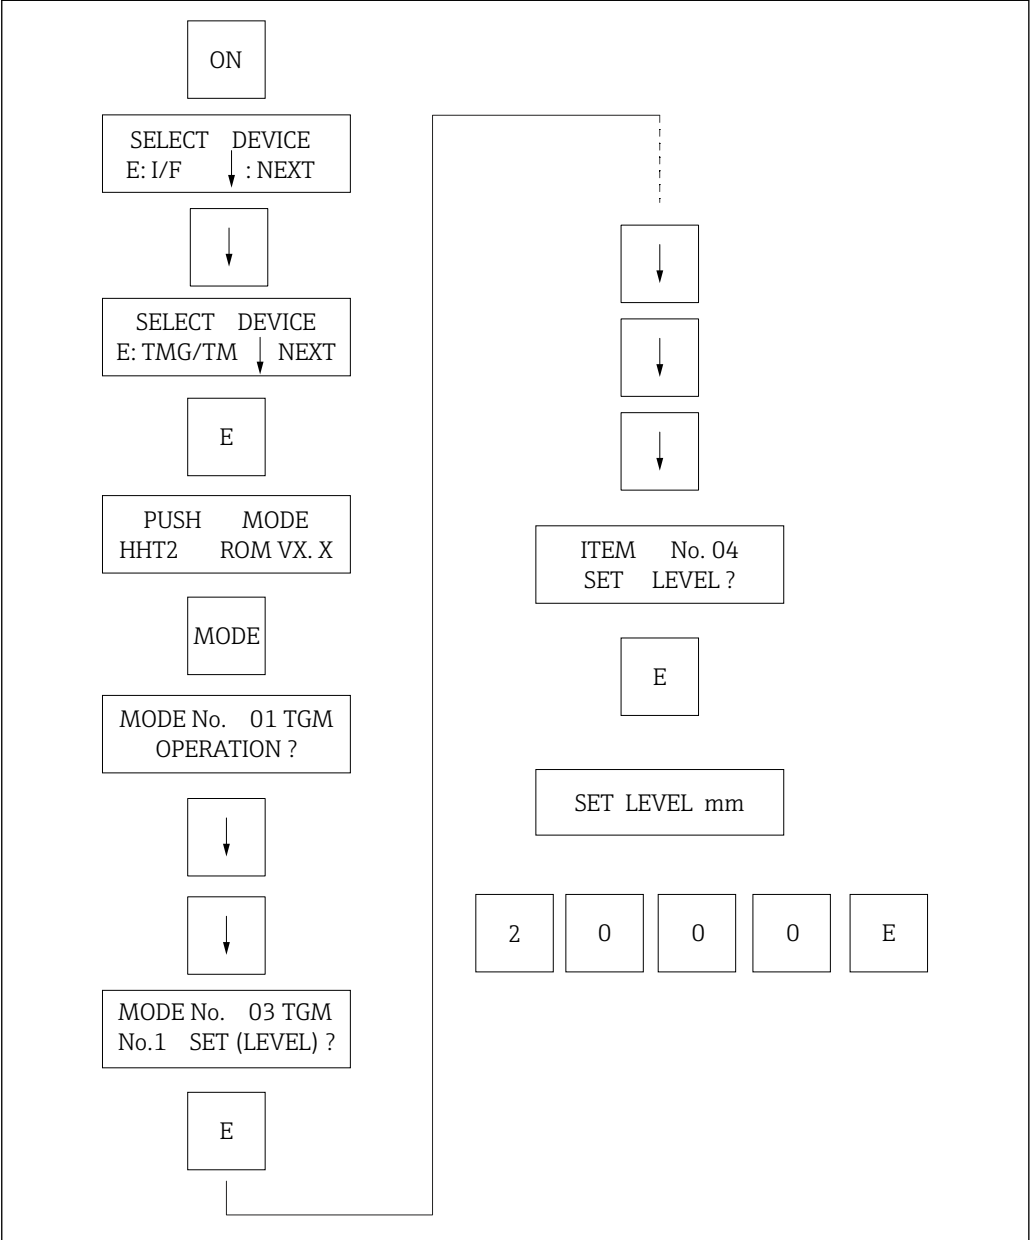 ON
SELECT DEVICE
E: I/F ↓ : NEXT
↓
SELECT DEVICE
E: TMG/TM ↓ NEXT
E
PUSH MODE
HHT2 ROM VX. X
MODE
MODE No. 01 TGM
OPERATION ?
↓
↓
MODE No. 03 TGM
No.1 SET (LEVEL) ?
E
↓
↓
↓
ITEM No. 04
SET LEVEL ?
E
SET LEVEL mm
2 0 0 0 E